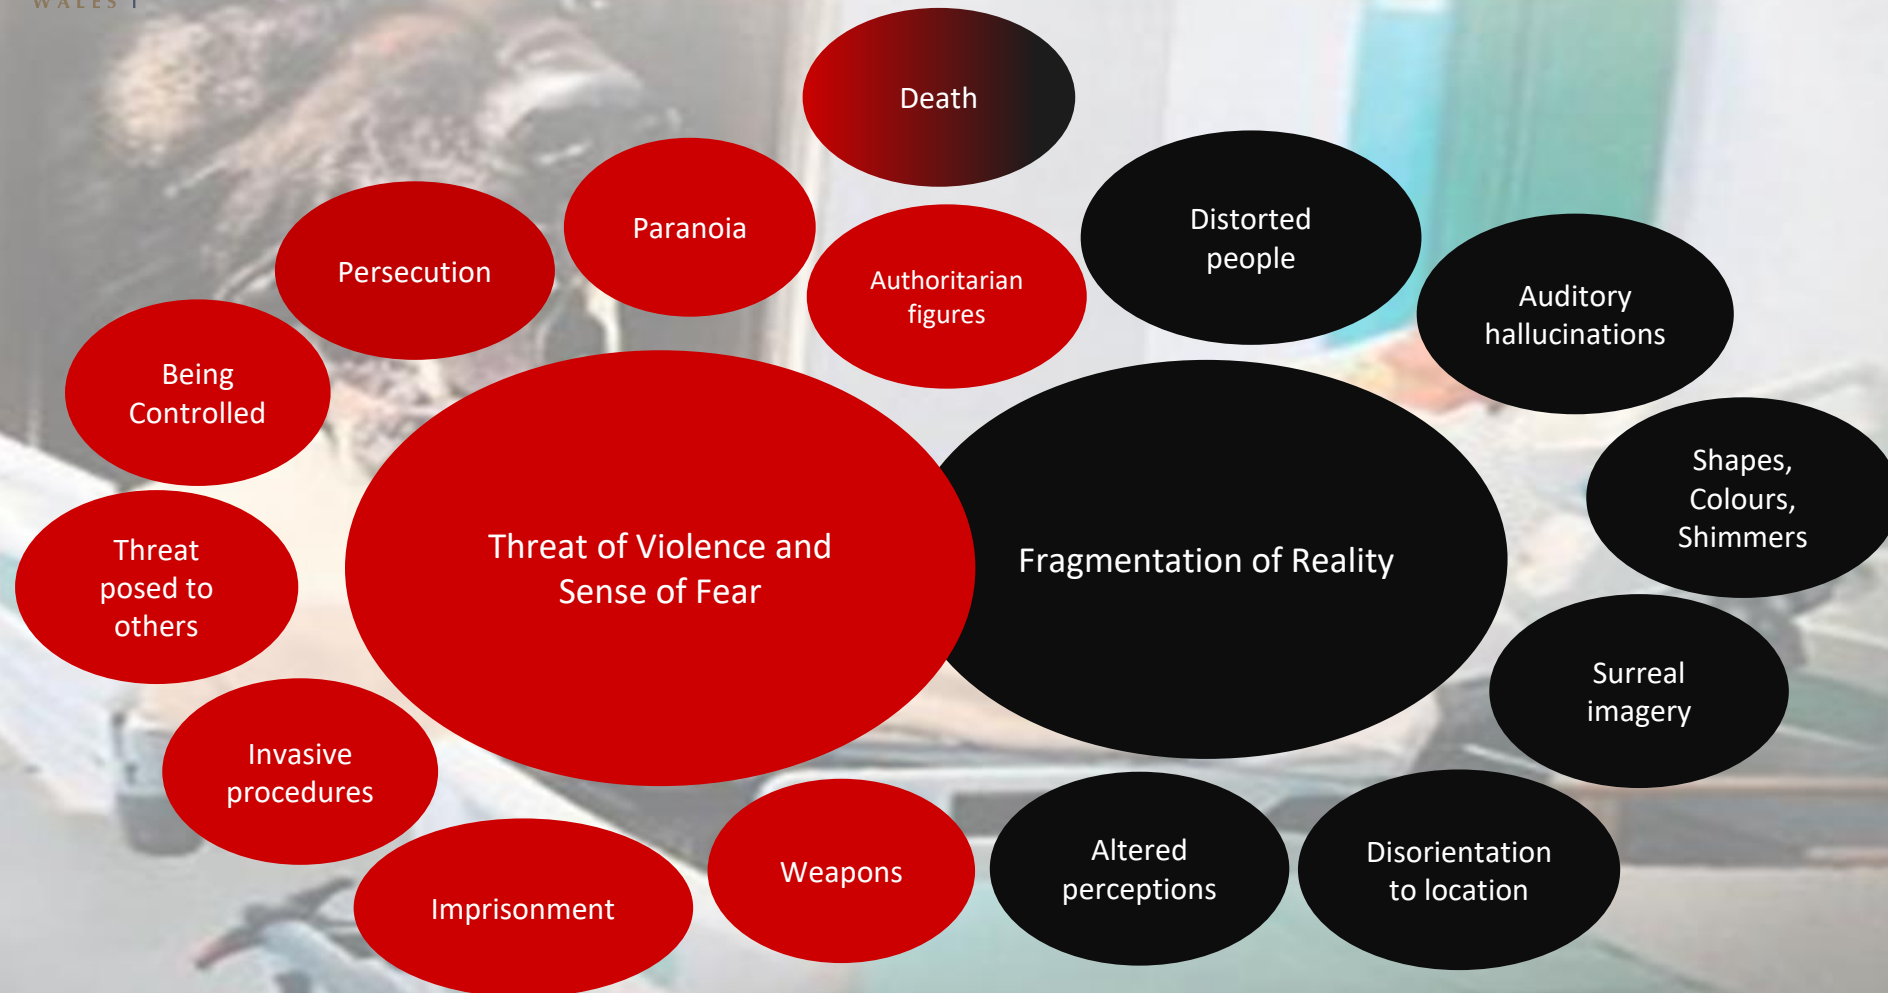 WALES
Death
Paranoia
Persecution
Authoritarian
figures
Distorted
people
Auditory
hallucinations
Being
Controlled
Shapes,
Colours,
Shimmers
Threat of Violence and
Sense of Fear
Fragmentation of Reality
Threat
posed to
others
Surreal
imagery
Invasive
procedures
Imprisonment
Weapons
Altered
perceptions
Disorientation
to location